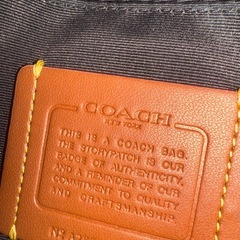 COACH
NEW YORK
THIS IS A COACH BAG.
THE STORYPATCH IS OUR
BADGE OF AUTHENTICITY,
AND A REMINDER OF OUR
COMMITMENT TO QUALITY
AND CRAFTSMANSHIP.